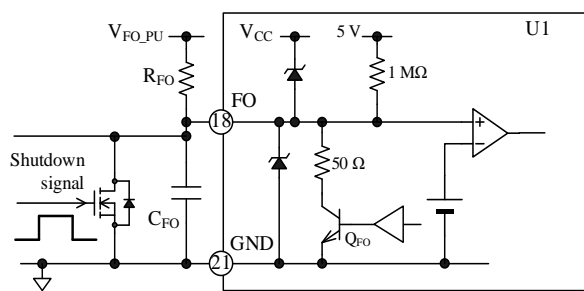 V_FO_PU
V_CC
5 V
U1
R_FO
1 MΩ
FO
18
Shutdown
signal
50 Ω
C_FO
Q_FO
GND
21